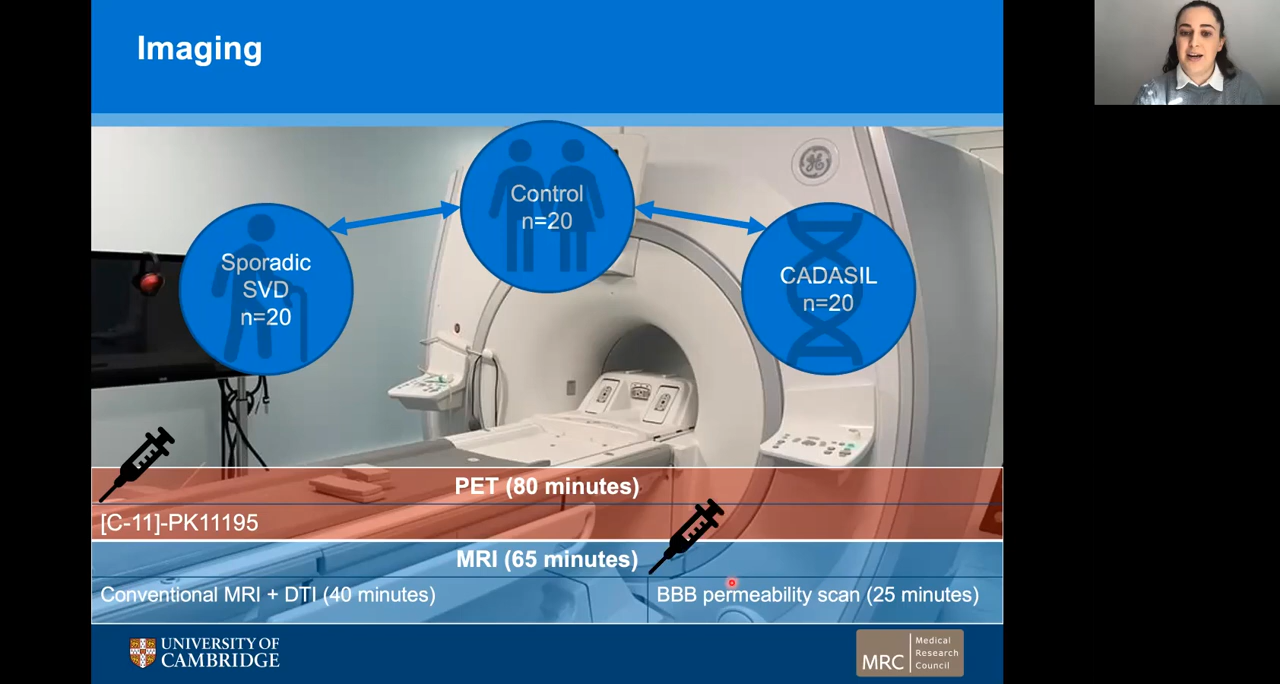 Imaging
Control
n=20
Sporadic
SVD
n=20
CADASIL
n=20
PET (80 minutes)
[C-11]-PK11195
MRI (65 minutes)
Conventional MRI + DTI (40 minutes)
BBB permeability scan (25 minutes)
UNIVERSITY OF
CAMBRIDGE
MRC
Medical
Research
Council